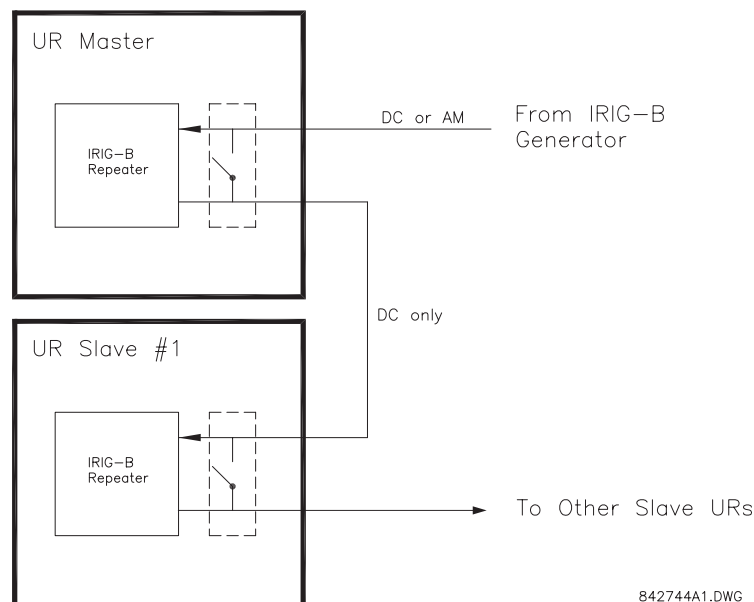 UR Master
IRIG-B
Repeater
DC or AM
From IRIG-B
Generator
DC only
UR Slave #1
IRIG-B
Repeater
To Other Slave URs
842744A1.DWG